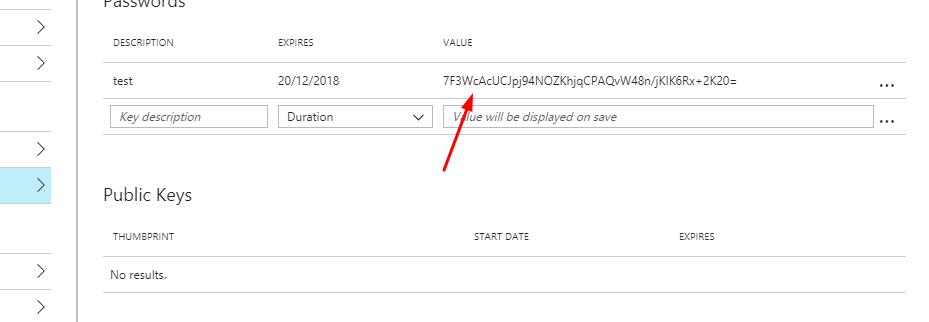 Passwords
DESCRIPTION EXPIRES VALUE
test 20/12/2018 7F3WcAcUCJpj94NOZKhjqCPAQvW48n/jKIK6Rx+2K20= ...
Key description Duration Value will be displayed on save ...
Public Keys
THUMBPRINT START DATE EXPIRES
No results.